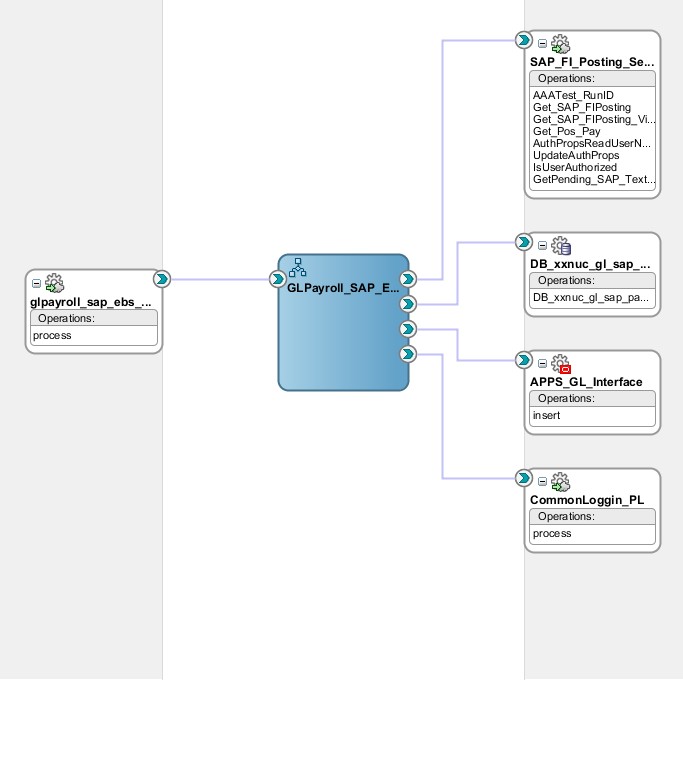 SAP_FI_Posting_Se...
Operations:
AAATest_RunID
Get_SAP_FIPosting
Get_SAP_FIPosting_Vi...
Get_Pos_Pay
AuthPropsReadUserN...
UpdateAuthProps
IsUserAuthorized
GetPending_SAP_Text...
DB_xxnuc_gl_sap_...
Operations:
DB_xxnuc_gl_sap_pa...
glpayroll_sap_ebs_...
Operations:
process
GLPayroll_SAP_E...
APPS_GL_Interface
Operations:
insert
CommonLoggin_PL
Operations:
process